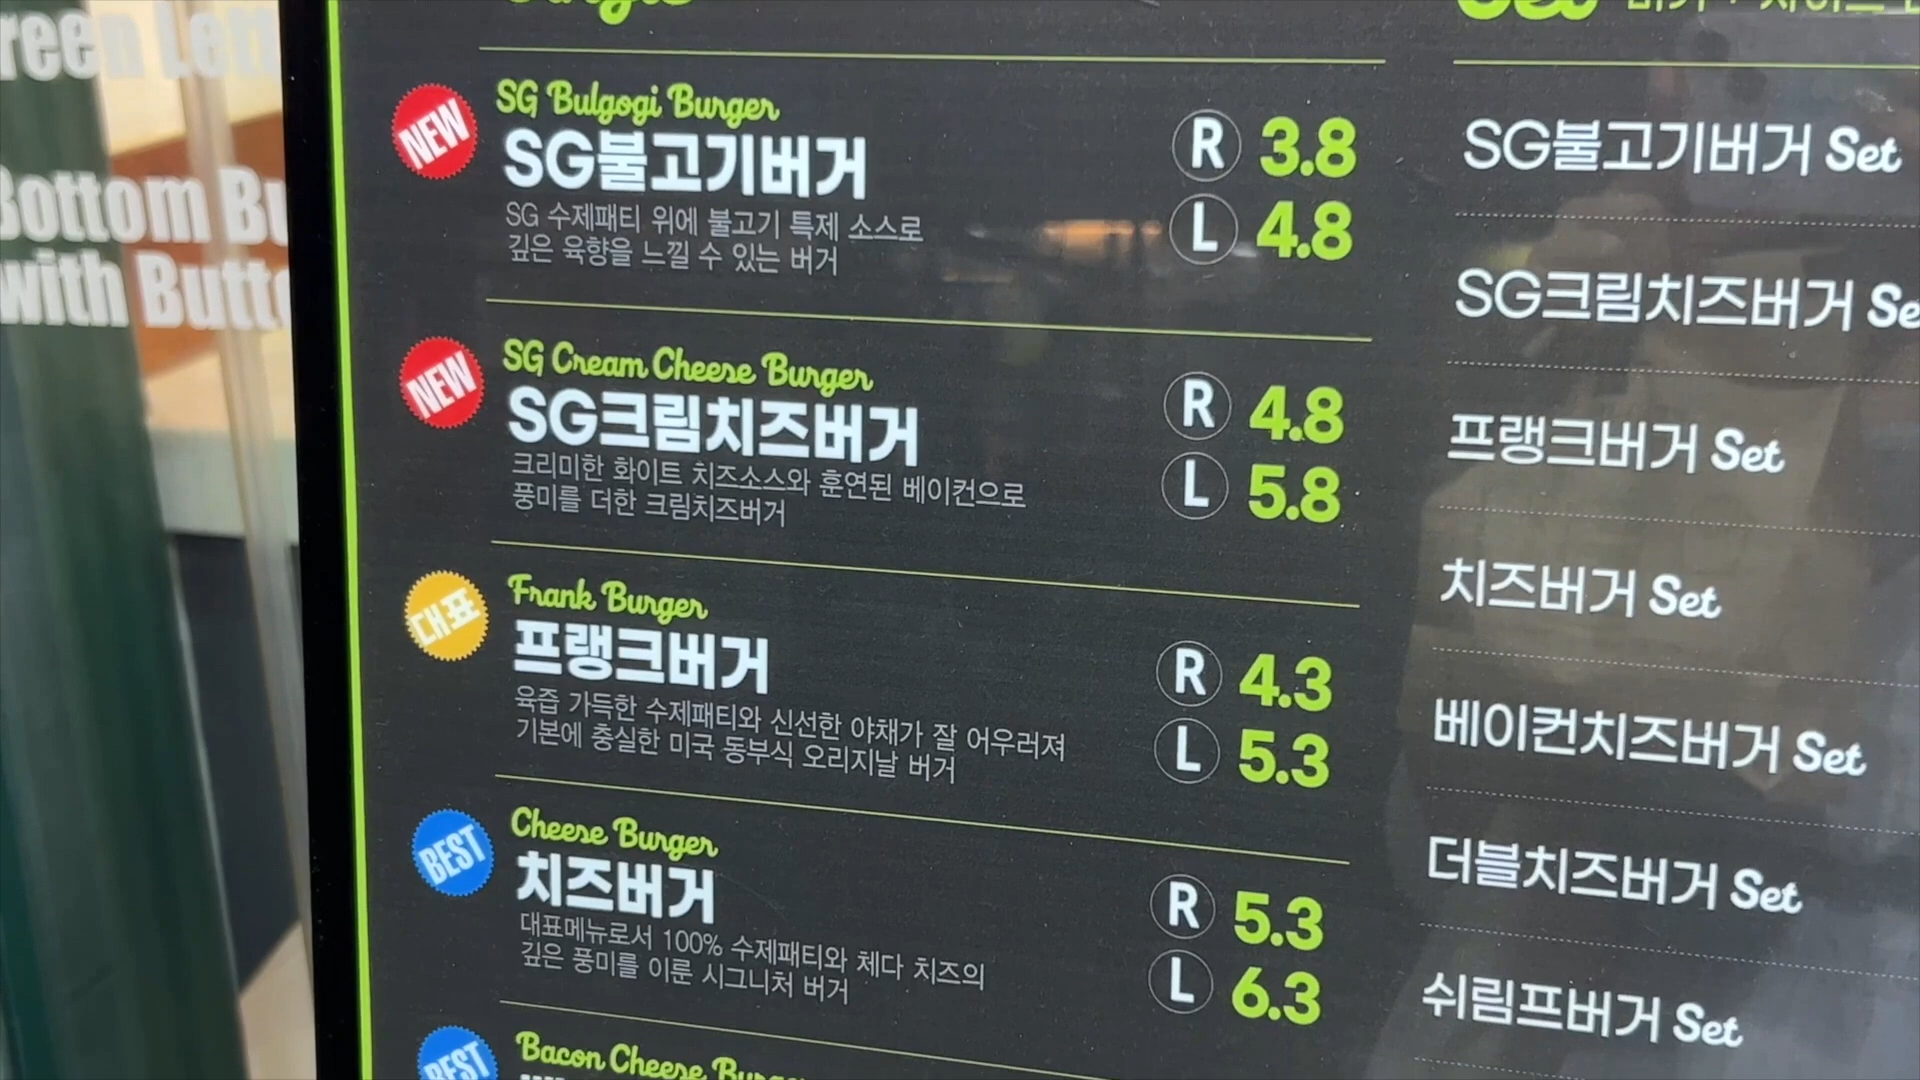 NEW
SG Bulgogi Burger
SG불고기버거
SG 수제패티 위에 불고기 특제 소스로
깊은 육향을 느낄 수 있는 버거
R 3.8
L 4.8
NEW
SG Cream Cheese Burger
SG크림치즈버거
크리미한 화이트 치즈소스와 훈연된 베이컨으로
풍미를 더한 크림치즈버거
R 4.8
L 5.8
대표
Frank Burger
프랭크버거
육즙 가득한 수제패티와 신선한 야채가 잘 어우러져
기본에 충실한 미국 동부식 오리지날 버거
R 4.3
L 5.3
BEST
Cheese Burger
치즈버거
대표메뉴로서 100% 수제패티와 체다 치즈의
깊은 풍미를 이룬 시그니처 버거
R 5.3
L 6.3
BEST
Bacon Cheese
Set
SG불고기버거 Set
SG크림치즈버거
프랭크버거 Set
치즈버거 Set
베이컨치즈버거 Set
더블치즈버거 Set
쉬림프버거 Set
Bottom
with